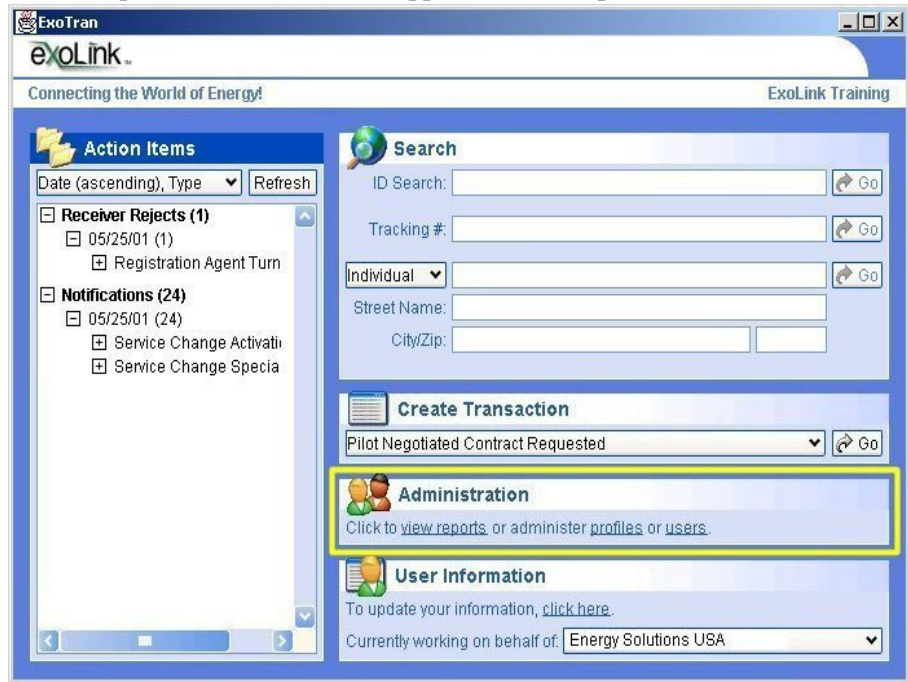 ExoTran
exoLink
Connecting the World of Energy!
ExoLink Training
Action Items
Date (ascending), Type
Refresh
Receiver Rejects (1)
05/25/01 (1)
Registration Agent Turn
Notifications (24)
05/25/01 (24)
Service Change Activati
Service Change Specia
Search
ID Search:
Go
Tracking #:
Go
Individual
Go
Street Name:
City/Zip:
Create Transaction
Pilot Negotiated Contract Requested
Go
Administration
Click to view reports or administer profiles or users.
User Information
To update your information, click here.
Currently working on behalf of: Energy Solutions USA